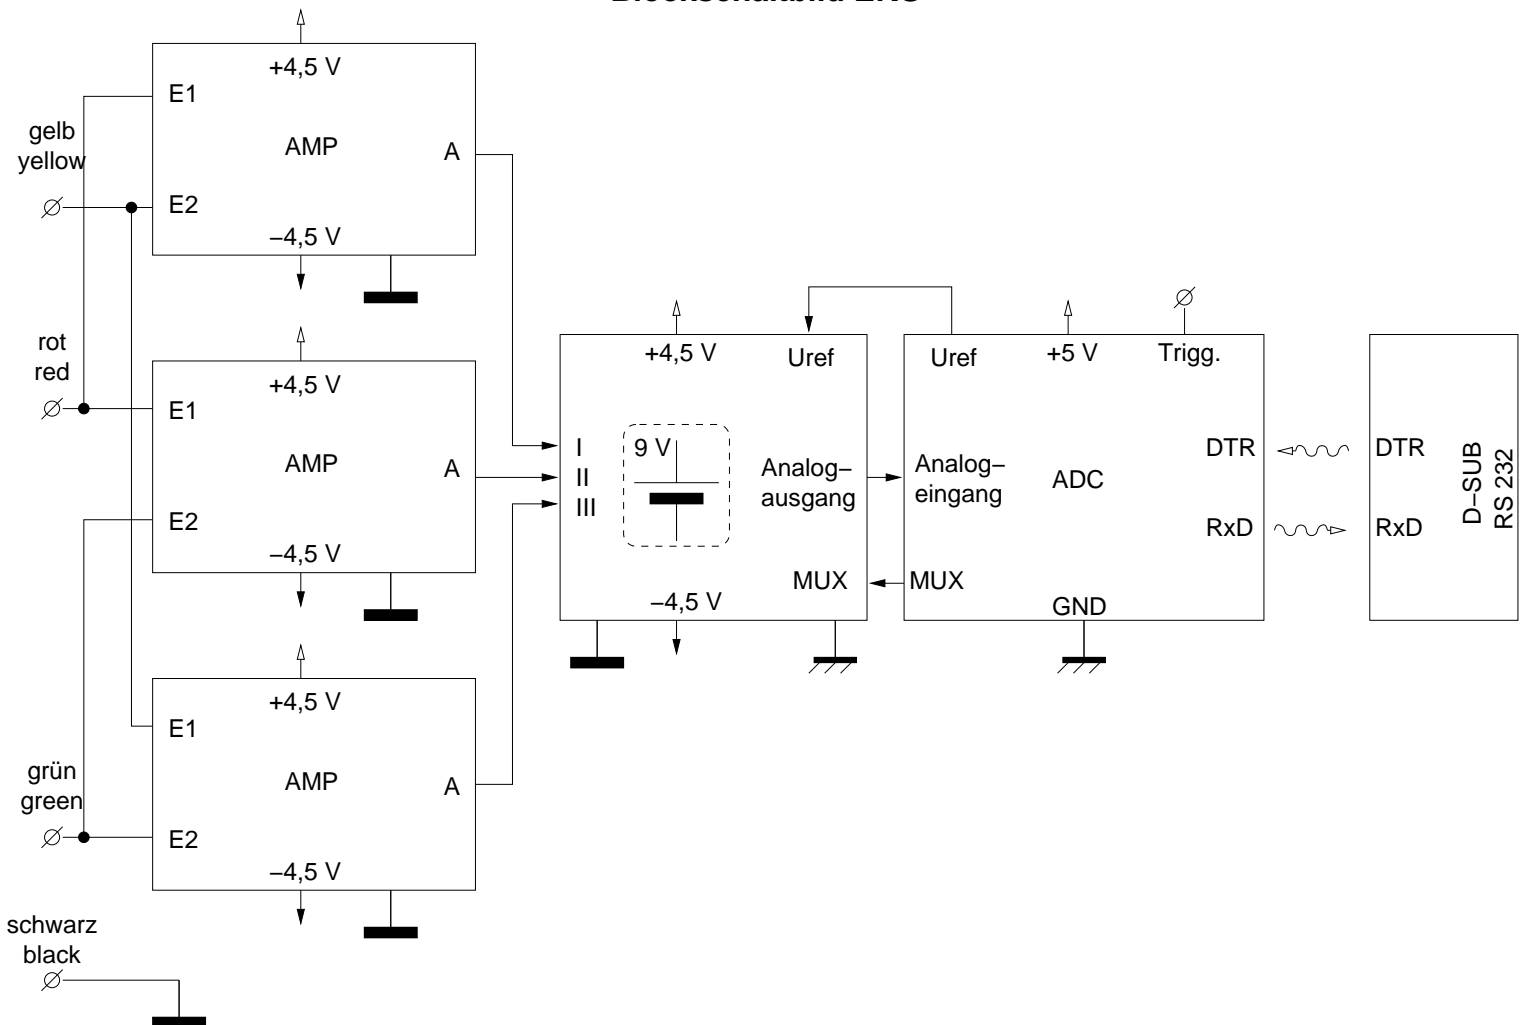 +4,5 V
E1
gelb
yellow
AMP
A
E2
−4,5 V
rot
red
+4,5 V
E1
AMP
A
E2
−4,5 V
+4,5 V
Uref
I
II
III
9 V
Analog−
ausgang
MUX
−4,5 V
Uref
+5 V
Trigg.
Analog−
eingang
ADC
DTR
RxD
MUX
GND
DTR
RxD
D−SUB
RS 232
+4,5 V
E1
grün
green
AMP
A
E2
−4,5 V
schwarz
black